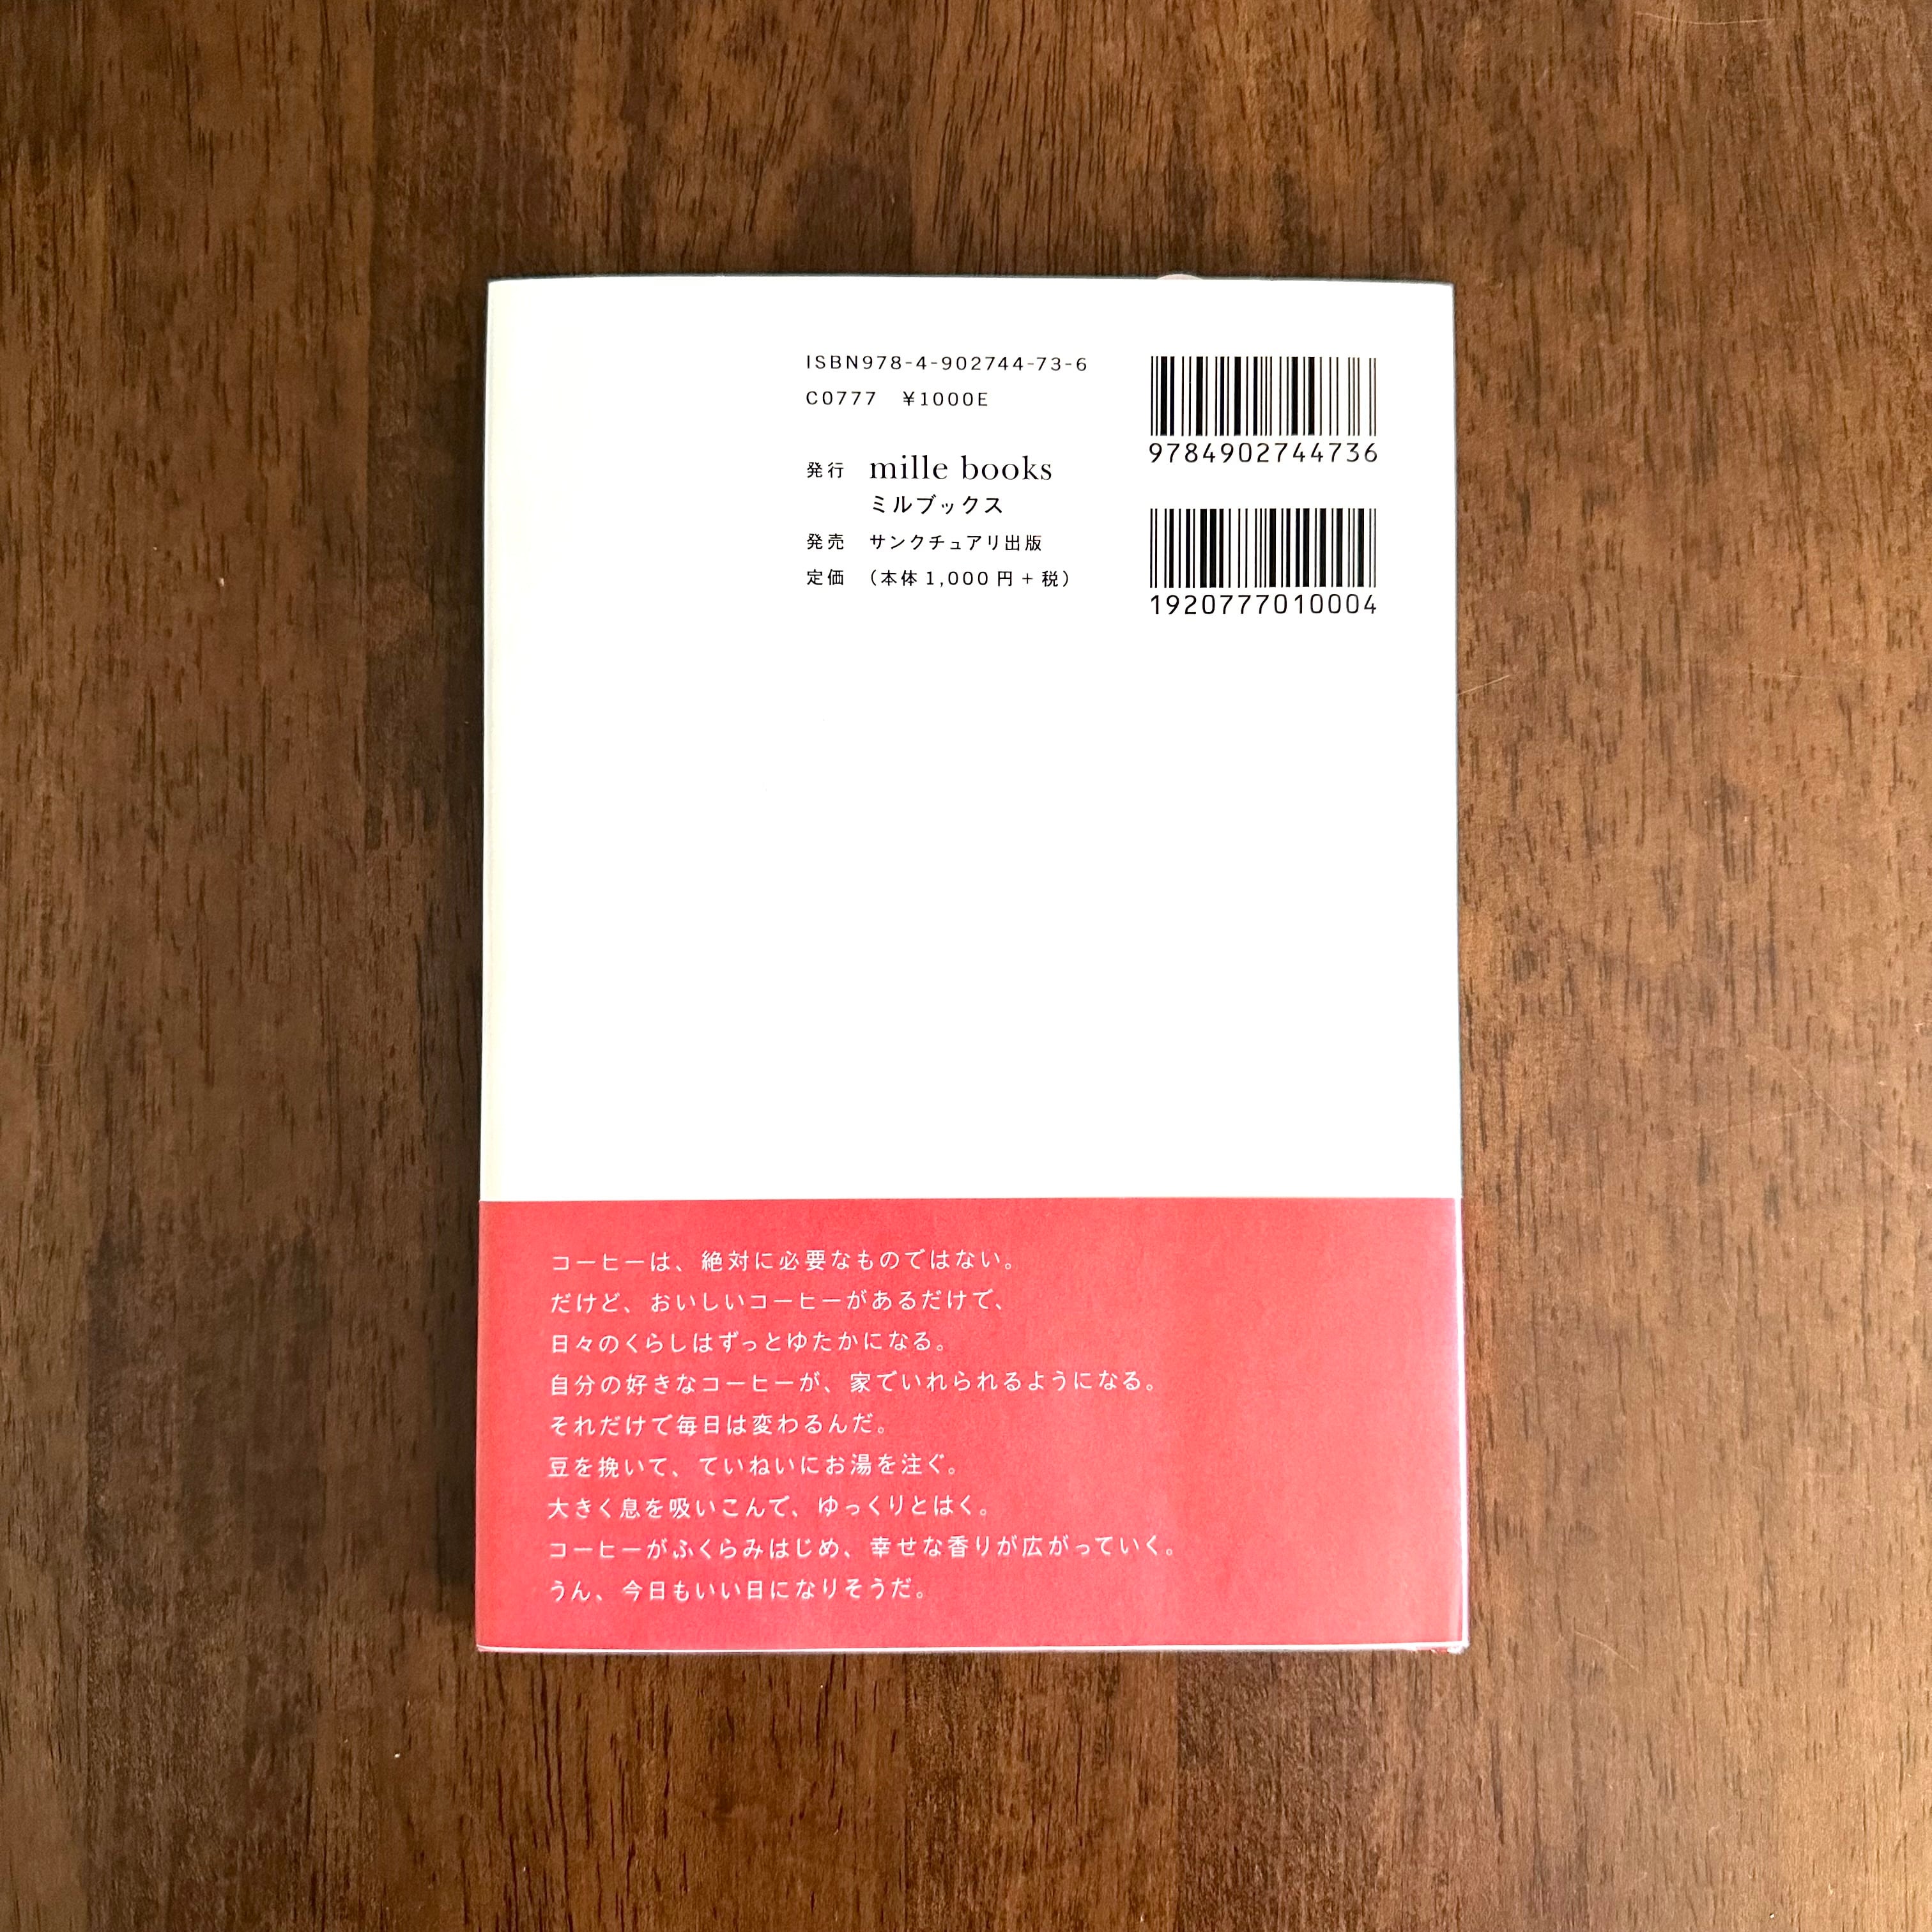 ISBN978-4-902744-73-6
C0777 ¥1000E
発行 mille books
ミルブックス
発売 サンクチュアリ出版
定価 (本体1,000円+税)
9784902744736
1920777010004
コーヒーは、絶対に必要なものではない。
だけど、おいしいコーヒーがあるだけで、
日々のくらしはずっとゆたかになる。
自分の好きなコーヒーが、家でいれられるようになる。
それだけで毎日は変わるんだ。
豆を挽いて、ていねいにお湯を注ぐ。
大きく息を吸いこんで、ゆっくりとはく。
コーヒーがふくらみはじめ、幸せな香りが広がっていく。
うん、今日もいい日になりそうだ。